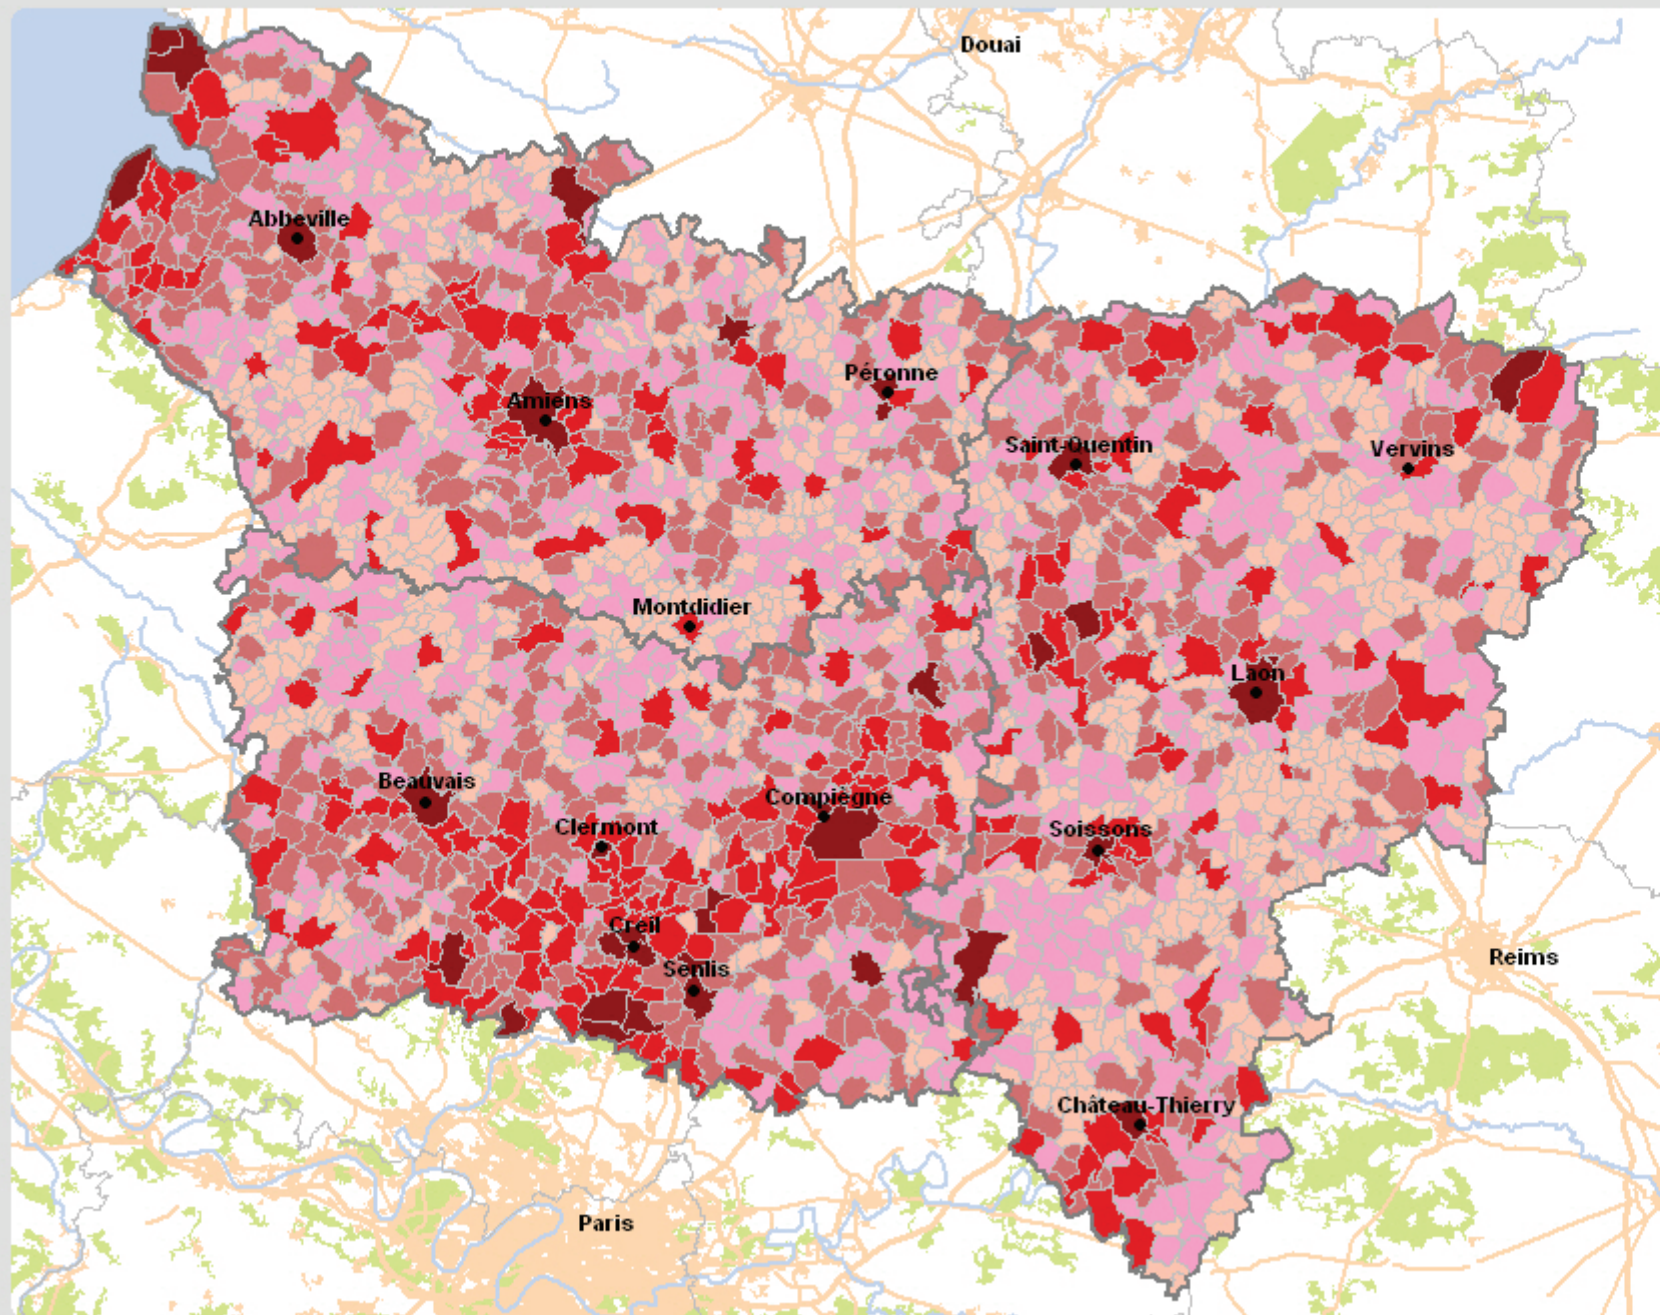 Douai
Abbeville
Péronne
Amiens
Saint-Quentin
Vervins
Montdidier
Laon
Beauvais
Compiègne
Clermont
Soissons
Creil
Senlis
Reims
Château-Thierry
Paris